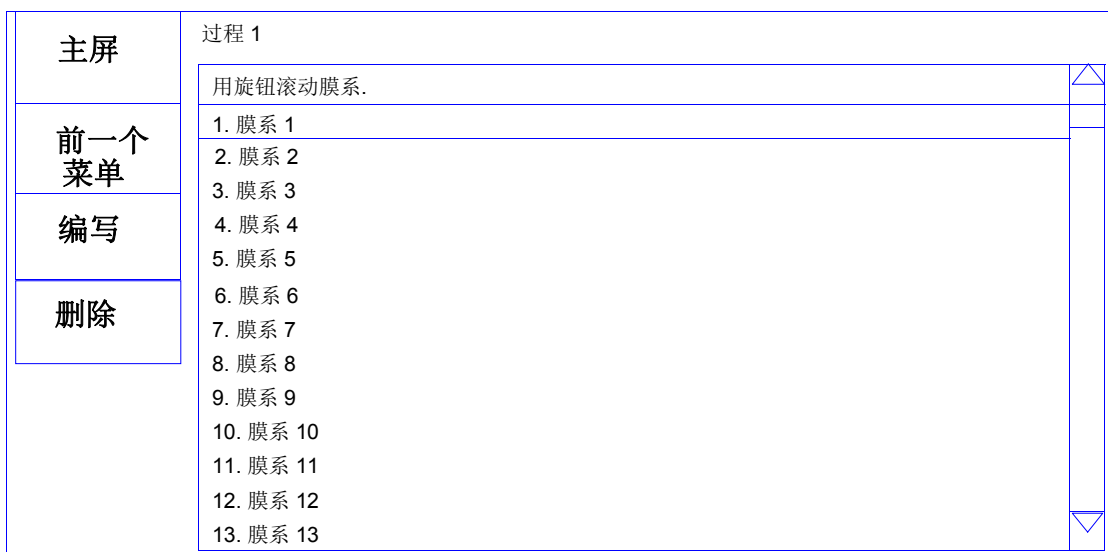 主屏
前一个
菜单
编写
删除
过程 1
用旋钮滚动膜系.
1. 膜系 1
2. 膜系 2
3. 膜系 3
4. 膜系 4
5. 膜系 5
6. 膜系 6
7. 膜系 7
8. 膜系 8
9. 膜系 9
10. 膜系 10
11. 膜系 11
12. 膜系 12
13. 膜系 13